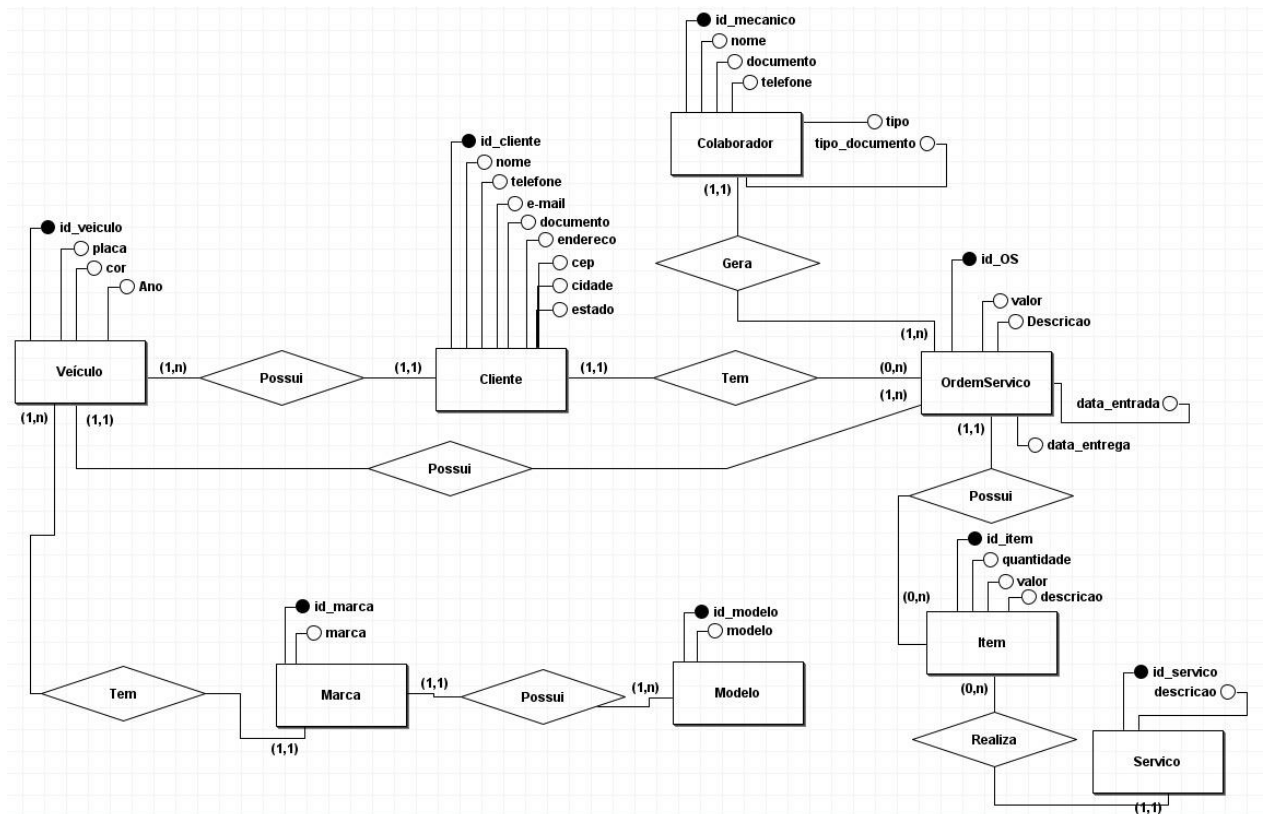 id_mecanico
nome
documento
telefone
Colaborador
tipo
tipo_documento
(1,1)
id_cliente
nome
telefone
e-mail
documento
endereco
cep
cidade
estado
id_veiculo
placa
cor
Ano
Gera
id_OS
valor
Descricao
(1,n)
Veículo
(1,n)
Possui
(1,1)
Cliente
(1,1)
Tem
(0,n)
OrdemServico
(1,n)
(1,1)
(1,n)
(1,1)
data_entrada
data_entrega
Possui
Possui
id_item
quantidade
valor
descricao
(0,n)
Item
(0,n)
id_marca
marca
Marca
id_modelo
modelo
Modelo
Tem
(1,1)
(1,1)
Possui
(1,n)
id_servico
descricao
Realiza
Servico
(1,1)